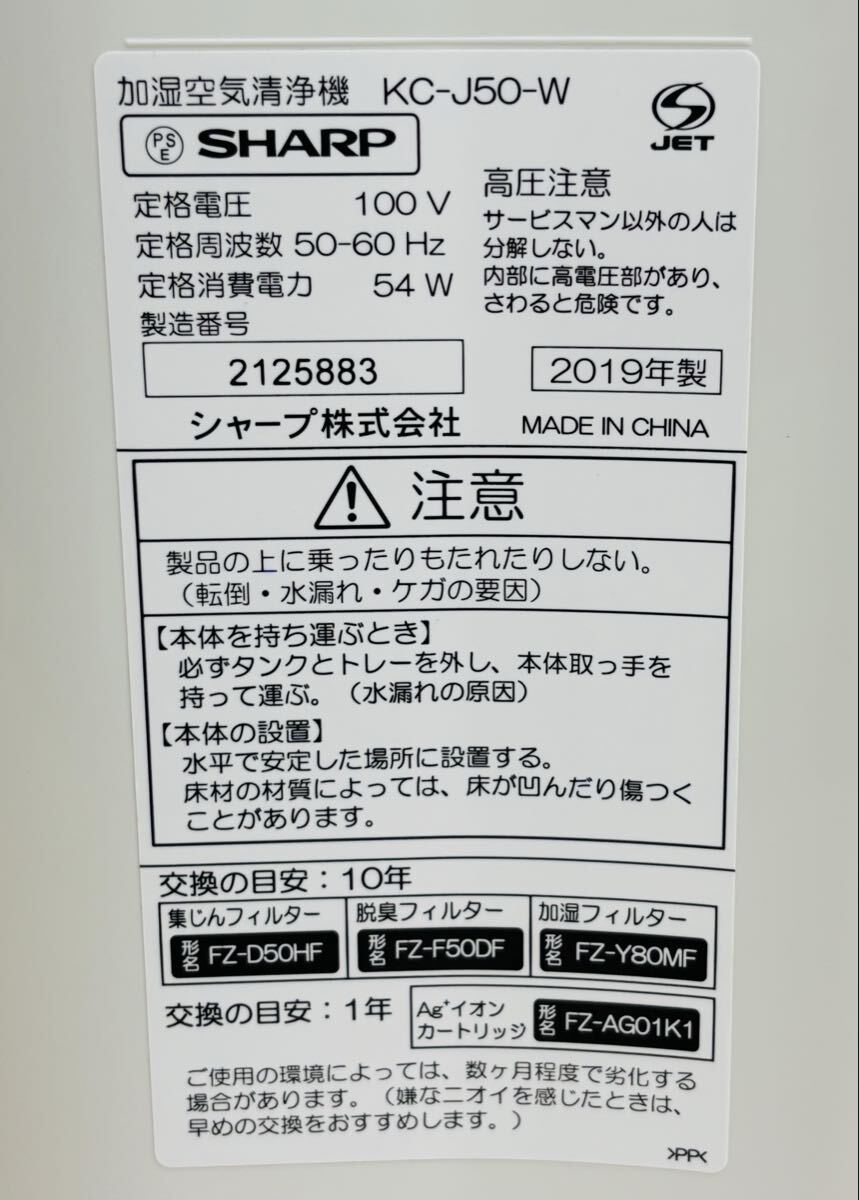 加湿空気清浄機 KC-J50-W
PS
E
SHARP
JET
定格電圧 100 V
定格周波数 50-60 Hz
定格消費電力 54 W
製造番号
2125883
高圧注意
サービスマン以外の人は
分解しない。
内部に高電圧部があり、
さわると危険です。
2019年製
シャープ株式会社 MADE IN CHINA
注意
製品の上に乗ったりもたれたりしない。
（転倒・水漏れ・ケガの要因）
【本体を持ち運ぶとき】
必ずタンクとトレーを外し、本体取っ手を
持って運ぶ。（水漏れの原因）
【本体の設置】
水平で安定した場所に設置する。
床材の材質によっては、床が凹んだり傷つく
ことがあります。
交換の目安：10年
集じんフィルター
形名 FZ-D50HF
脱臭フィルター
形名 FZ-F50DF
加湿フィルター
形名 FZ-Y80MF
交換の目安：1年
Ag⁺イオン
カートリッジ
形名 FZ-AG01K1
ご使用の環境によっては、数ヶ月程度で劣化する
場合があります。（嫌なニオイを感じたときは、
早めの交換をおすすめします。）
>PP<